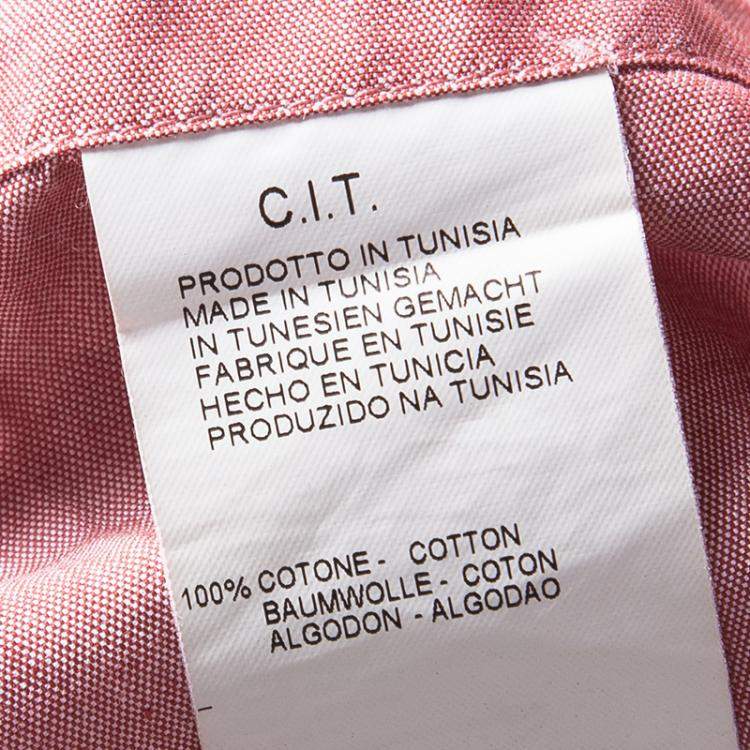 C.I.T.
PRODOTTO IN TUNISIA
MADE IN TUNISIA
IN TUNESIEN GEMACHT
FABRIQUE EN TUNISIE
HECHO EN TUNICIA
PRODUZIDO NA TUNISIA
100% COTONE - COTTON
BAUMWOLLE - COTON
ALGODON - ALGODAO